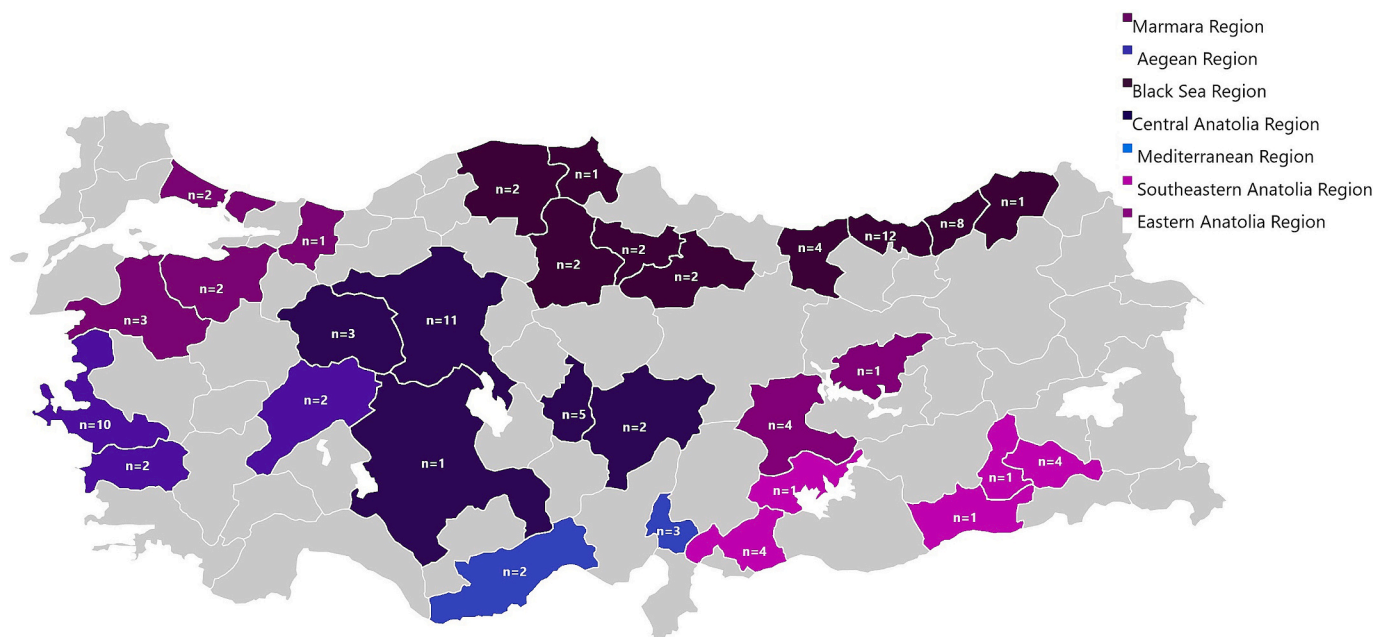 Marmara Region
Aegean Region
Black Sea Region
Central Anatolia Region
Mediterranean Region
Southeastern Anatolia Region
Eastern Anatolia Region
n=2
n=1
n=2
n=3
n=10
n=2
n=2
n=3
n=11
n=1
n=5
n=2
n=2
n=1
n=2
n=2
n=2
n=4
n=12
n=8
n=1
n=1
n=4
n=1
n=4
n=1
n=4
n=1
n=3
n=2